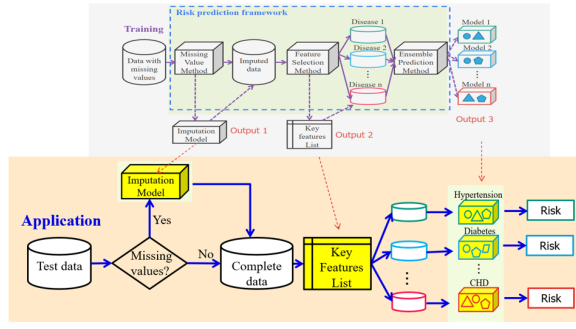 Risk prediction framework
Training
Data with
missing
values
Missing
Value
Method
Imputed
data
Feature
Selection
Method
Disease 1
Disease 2
⋮
Disease n
Ensemble
Prediction
Method
Model 1
Model 2
⋮
Model n
Imputation
Model
Output 1
Key
features
List
Output 2
Output 3
Application
Imputation
Model
Yes
Test data
Missing
values?
No
Complete
data
Key
Features
List
⋮
Hypertension
Risk
Diabetes
Risk
⋮
CHD
Risk